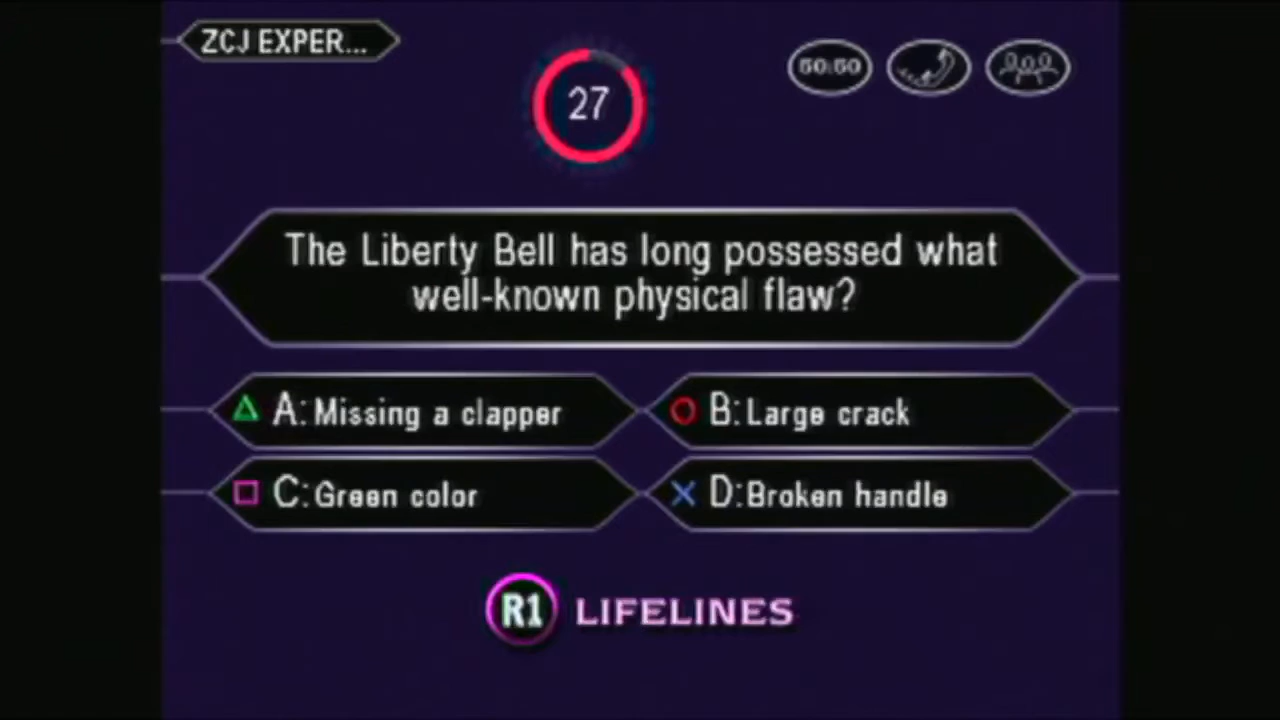 ZCJ EXPER...
27
50:50
The Liberty Bell has long possessed what
well-known physical flaw?
A: Missing a clapper
B: Large crack
C: Green color
D: Broken handle
R1 LIFELINES